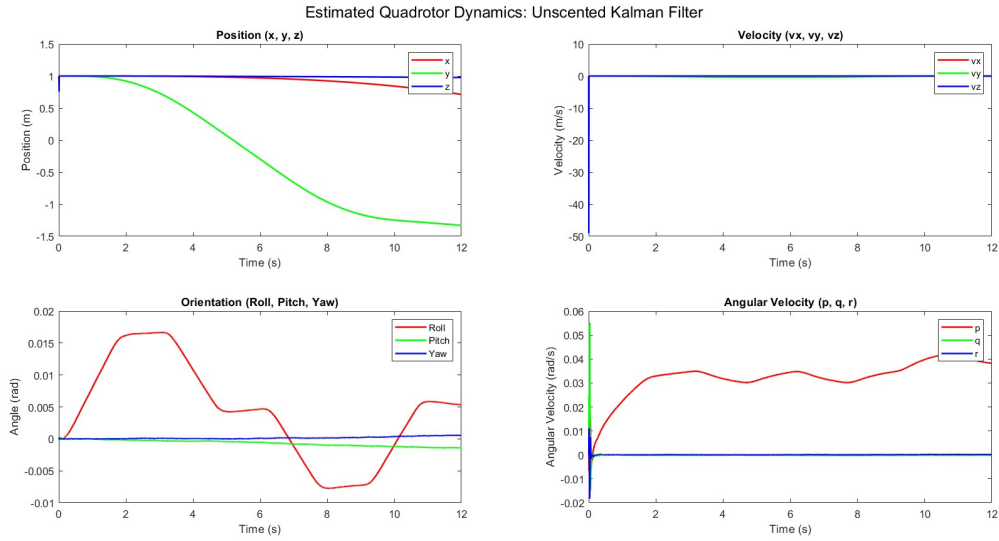 Estimated Quadrotor Dynamics: Unscented Kalman Filter
Position (x, y, z)
1.5
1
0.5
0
-0.5
-1
-1.5
Position (m)
0 2 4 6 8 10 12
Time (s)
x
y
z
Velocity (vx, vy, vz)
10
0
-10
-20
-30
-40
-50
Velocity (m/s)
0 2 4 6 8 10 12
Time (s)
vx
vy
vz
Orientation (Roll, Pitch, Yaw)
0.02
0.015
0.01
0.005
0
-0.005
-0.01
Angle (rad)
0 2 4 6 8 10 12
Time (s)
Roll
Pitch
Yaw
Angular Velocity (p, q, r)
0.06
0.05
0.04
0.03
0.02
0.01
0
-0.01
-0.02
Angular Velocity (rad/s)
0 2 4 6 8 10 12
Time (s)
p
q
r